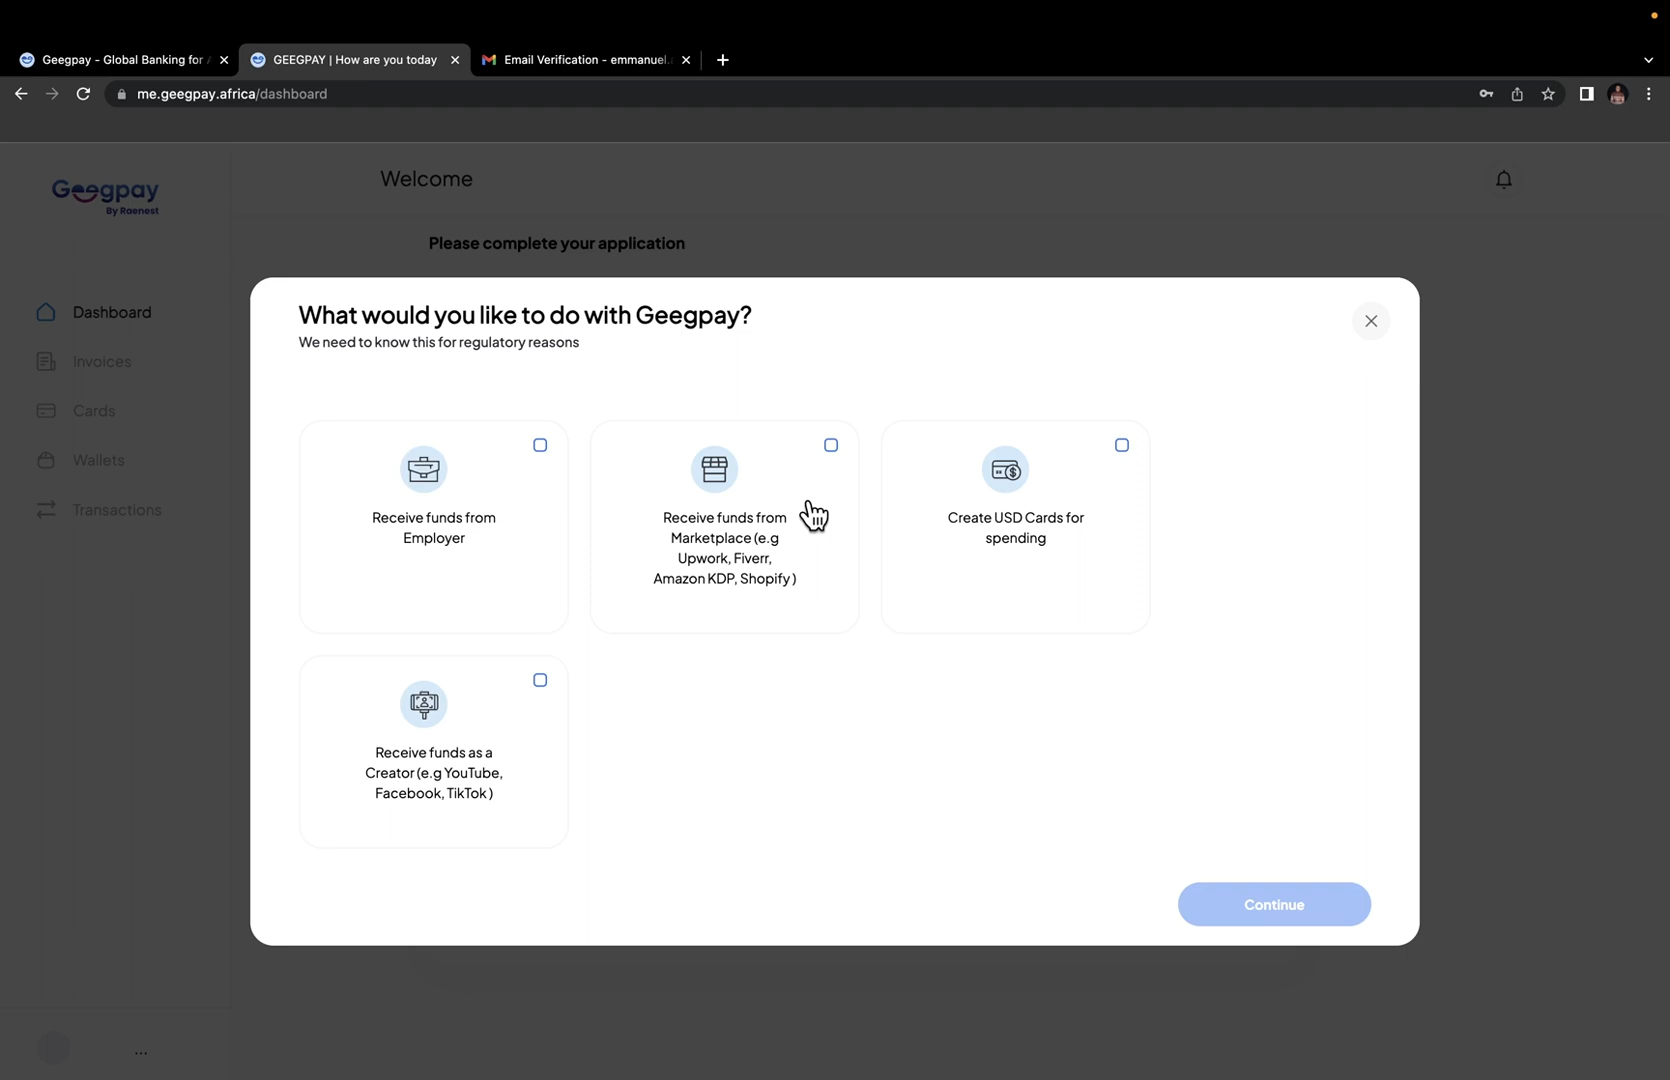 Geegpay - Global Banking for
GEEGPAY | How are you today
Email Verification - emmanuel.
me.geegpay.africa/dashboard
Geegpay
By Raenest
Welcome
Please complete your application
Dashboard
Invoices
Cards
Wallets
Transactions
What would you like to do with Geegpay?
We need to know this for regulatory reasons
Receive funds from
Employer
Receive funds from
Marketplace (e.g
Upwork, Fiverr,
Amazon KDP, Shopify )
Create USD Cards for
spending
Receive funds as a
Creator (e.g YouTube,
Facebook, TikTok )
Continue
...